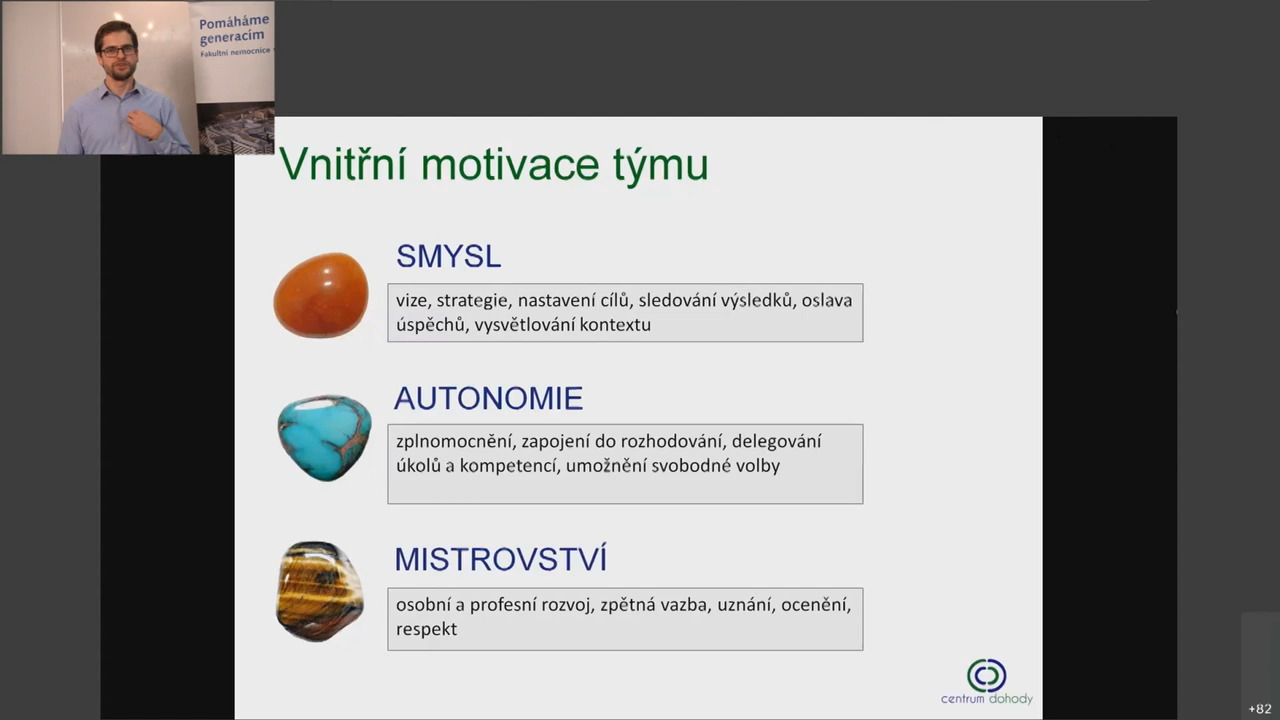 Pomáháme
generacím
Fakultní nemocnice
Vnitřní motivace týmu
SMYSL
vize, strategie, nastavení cílů, sledování výsledků, oslava
úspěchů, vysvětlování kontextu
AUTONOMIE
zplnomocnění, zapojení do rozhodování, delegování
úkolů a kompetencí, umožnění svobodné volby
MISTROVSTVÍ
osobní a profesní rozvoj, zpětná vazba, uznání, ocenění,
respekt
centrum dohody
+82